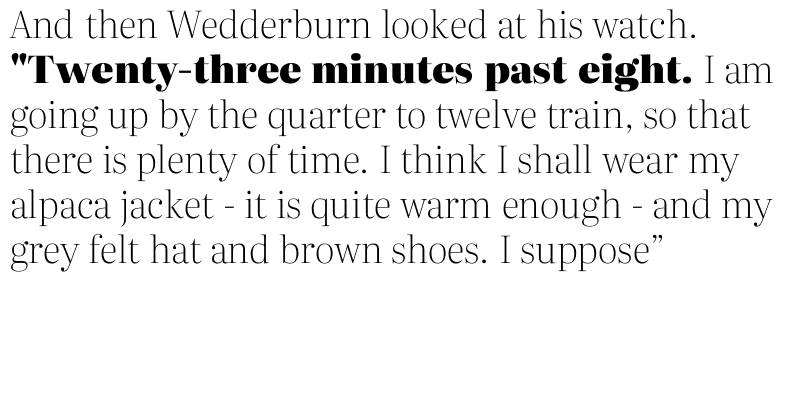 And then Wedderburn looked at his watch.
"Twenty-three minutes past eight. I am
going up by the quarter to twelve train, so that
there is plenty of time. I think I shall wear my
alpaca jacket - it is quite warm enough - and my
grey felt hat and brown shoes. I suppose”